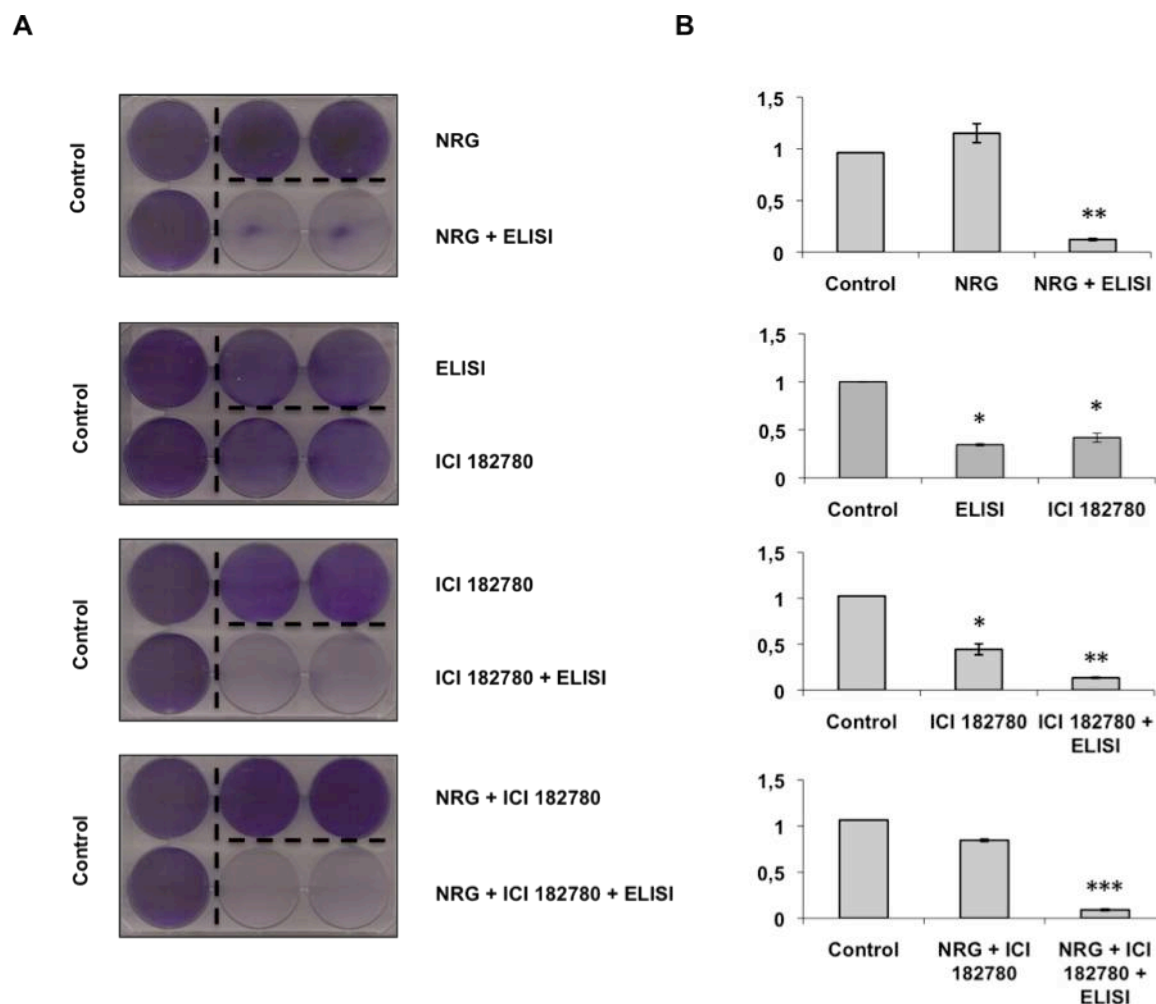 A
B
Control
NRG
NRG + ELISI
1,5
1
0,5
0
**
Control
NRG
NRG + ELISI
Control
ELISI
ICI 182780
1,5
1
0,5
0
*
*
Control
ELISI
ICI 182780
Control
ICI 182780
ICI 182780 + ELISI
1,5
1
0,5
0
*
**
Control
ICI 182780
ICI 182780 +
ELISI
Control
NRG + ICI 182780
NRG + ICI 182780 + ELISI
1,5
1
0,5
0
***
Control
NRG + ICI
182780
NRG + ICI
182780 +
ELISI